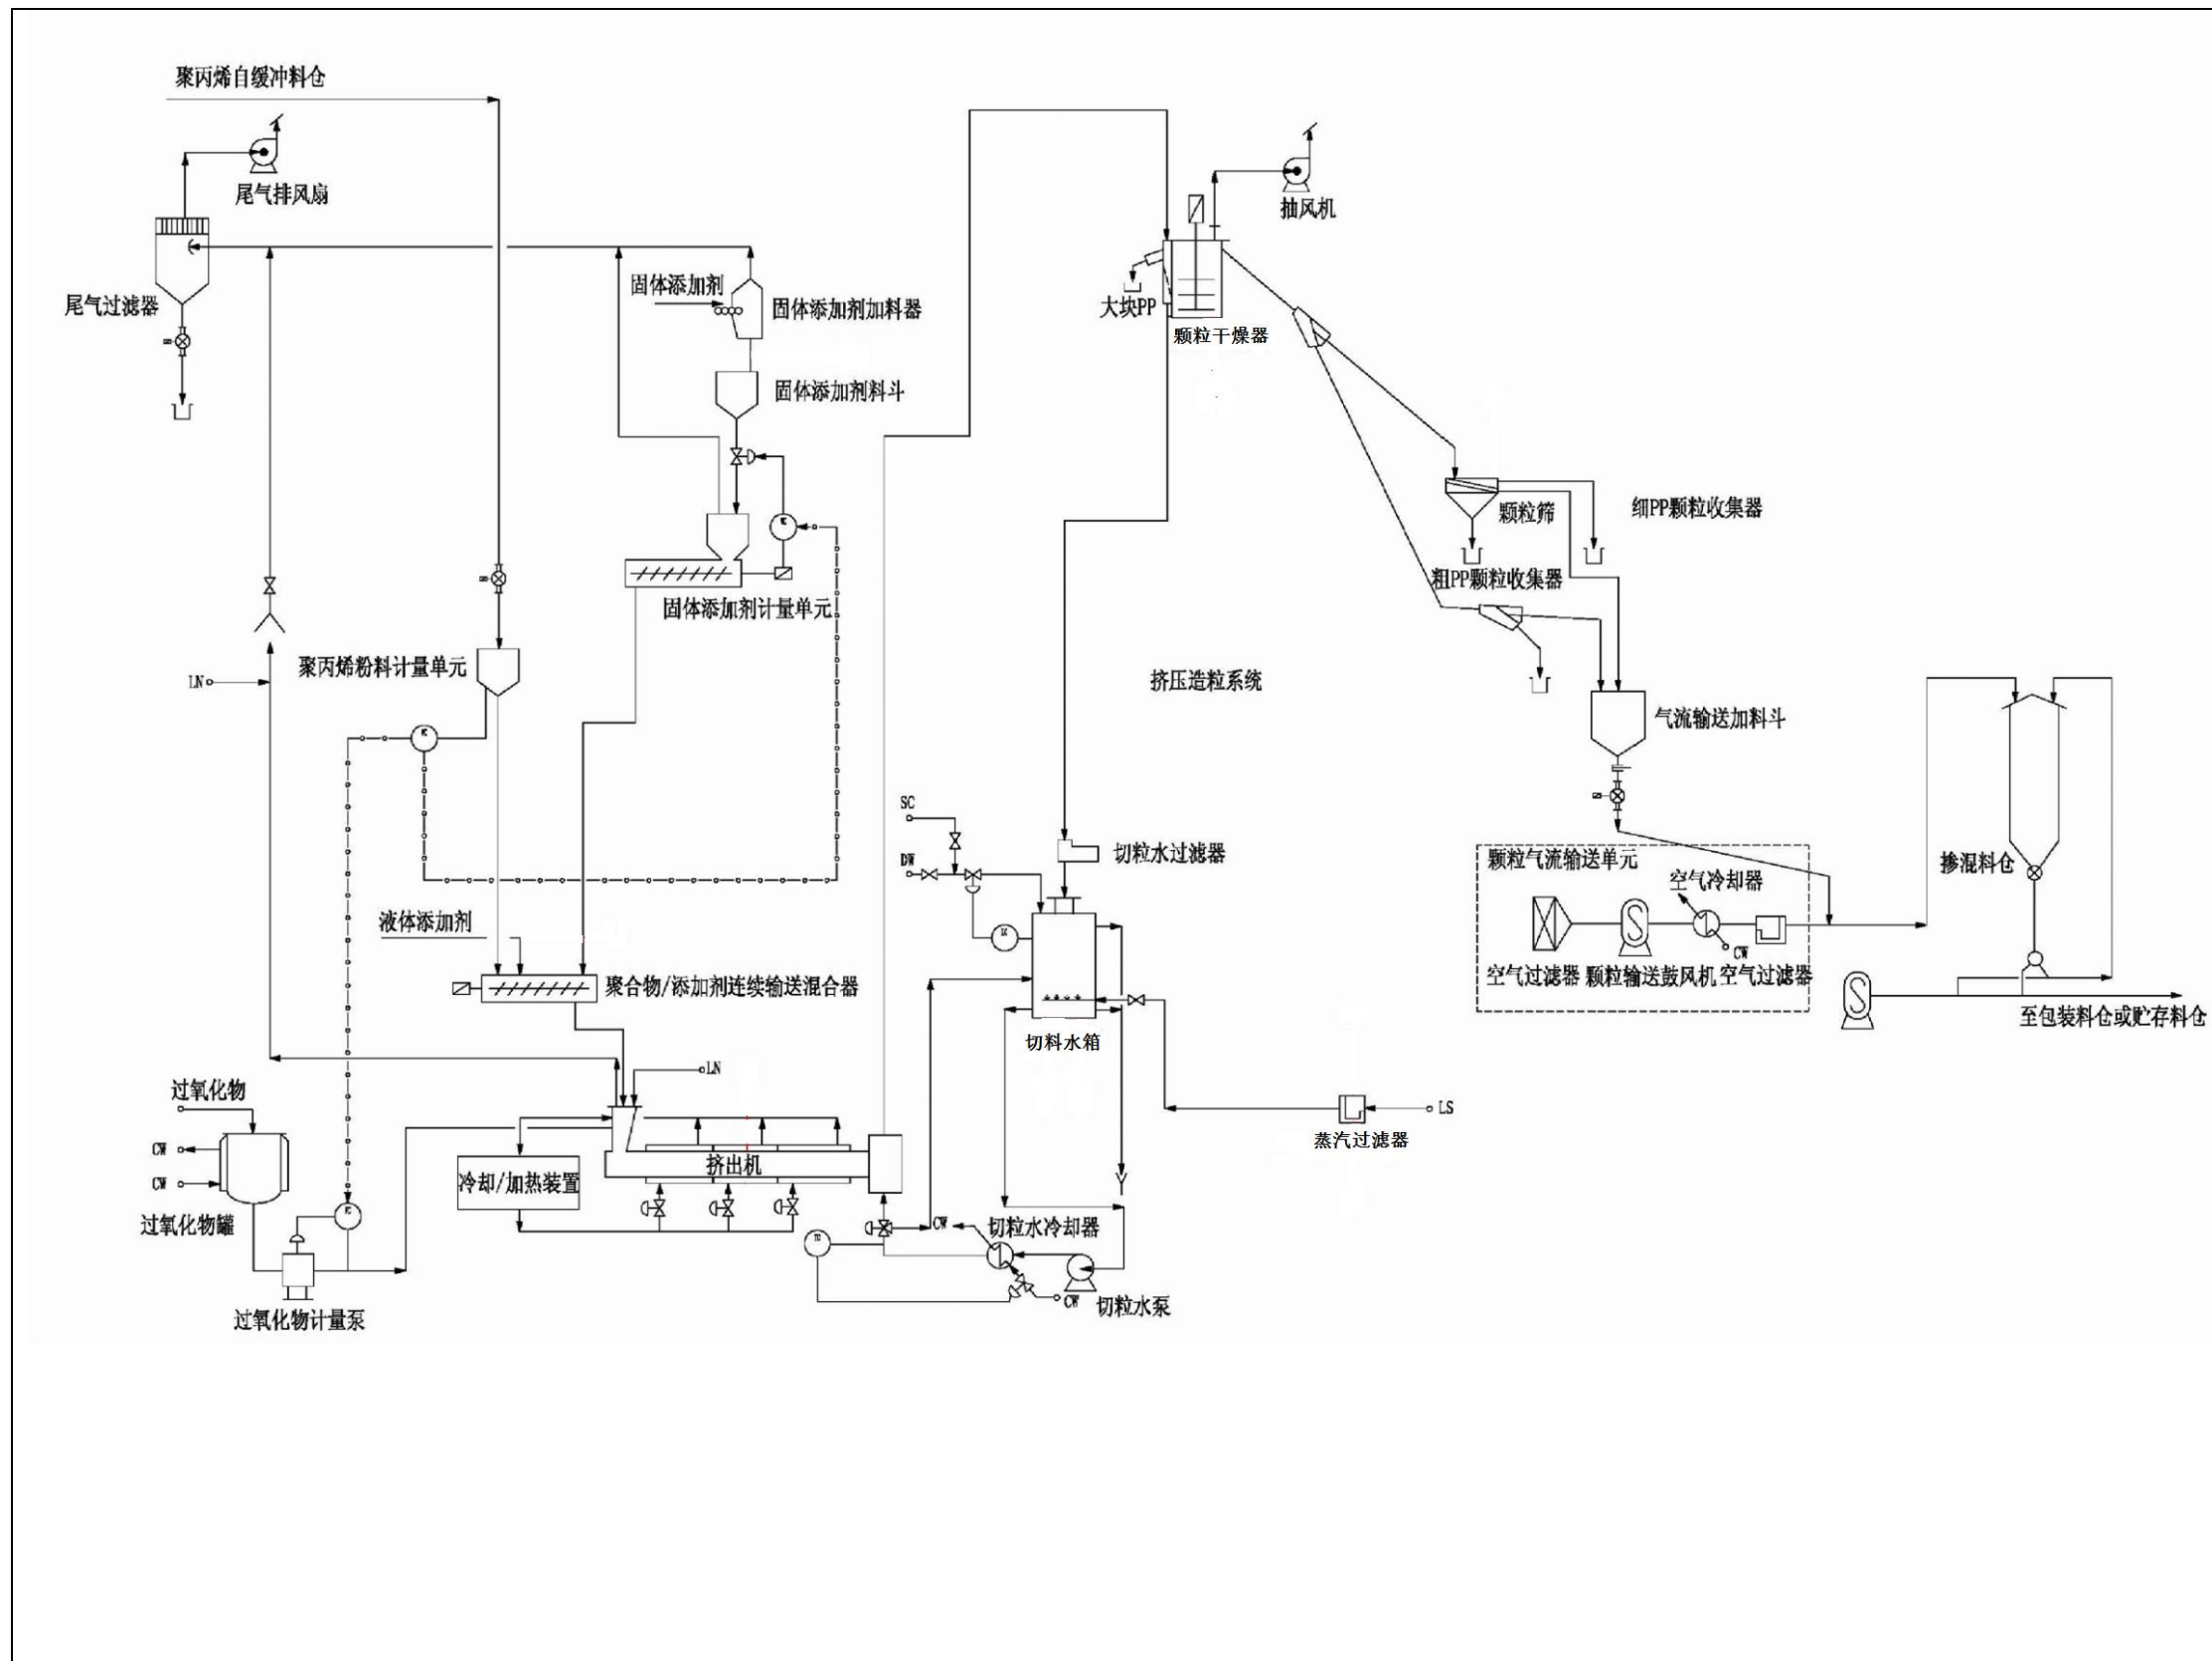 聚丙烯自缓冲料仓
尾气排风扇
抽风机
尾气过滤器
固体添加剂
固体添加剂加料器
大块PP
颗粒干燥器
固体添加剂料斗
颗粒筛
细PP颗粒收集器
粗PP颗粒收集器
固体添加剂计量单元
聚丙烯粉料计量单元
LN
挤压造粒系统
气流输送加料斗
SC
DW
切粒水过滤器
颗粒气流输送单元
掺混料仓
空气冷却器
液体添加剂
LC
CW
聚合物/添加剂连续输送混合器
空气过滤器
颗粒输送鼓风机
空气过滤器
至包装料仓或贮存料仓
切料水箱
LN
过氧化物
LS
蒸汽过滤器
CW
挤出机
CW
冷却/加热装置
过氧化物罐
CW
切粒水冷却器
TC
CW
切粒水泵
过氧化物计量泵